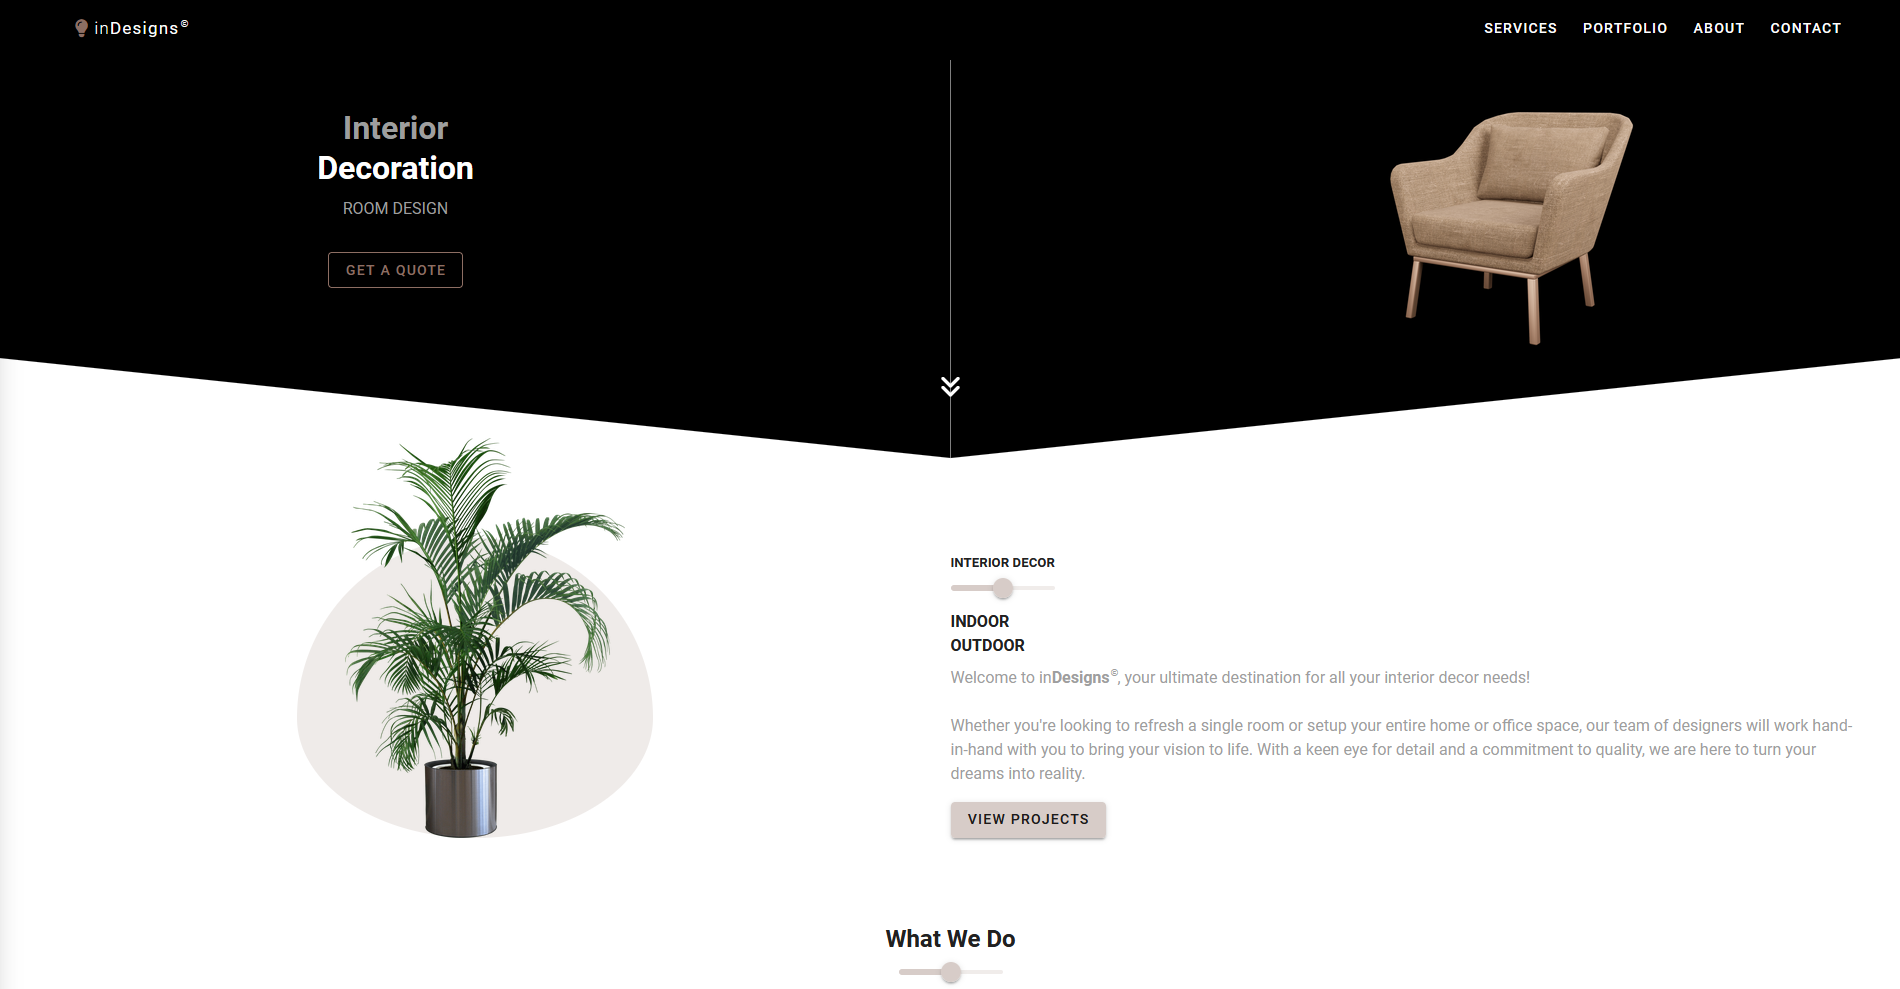 inDesigns©
SERVICES PORTFOLIO ABOUT CONTACT
Interior
Decoration
ROOM DESIGN
GET A QUOTE
INTERIOR DECOR
INDOOR
OUTDOOR
Welcome to inDesigns©, your ultimate destination for all your interior decor needs!
Whether you're looking to refresh a single room or setup your entire home or office space, our team of designers will work hand-
in-hand with you to bring your vision to life. With a keen eye for detail and a commitment to quality, we are here to turn your
dreams into reality.
VIEW PROJECTS
What We Do